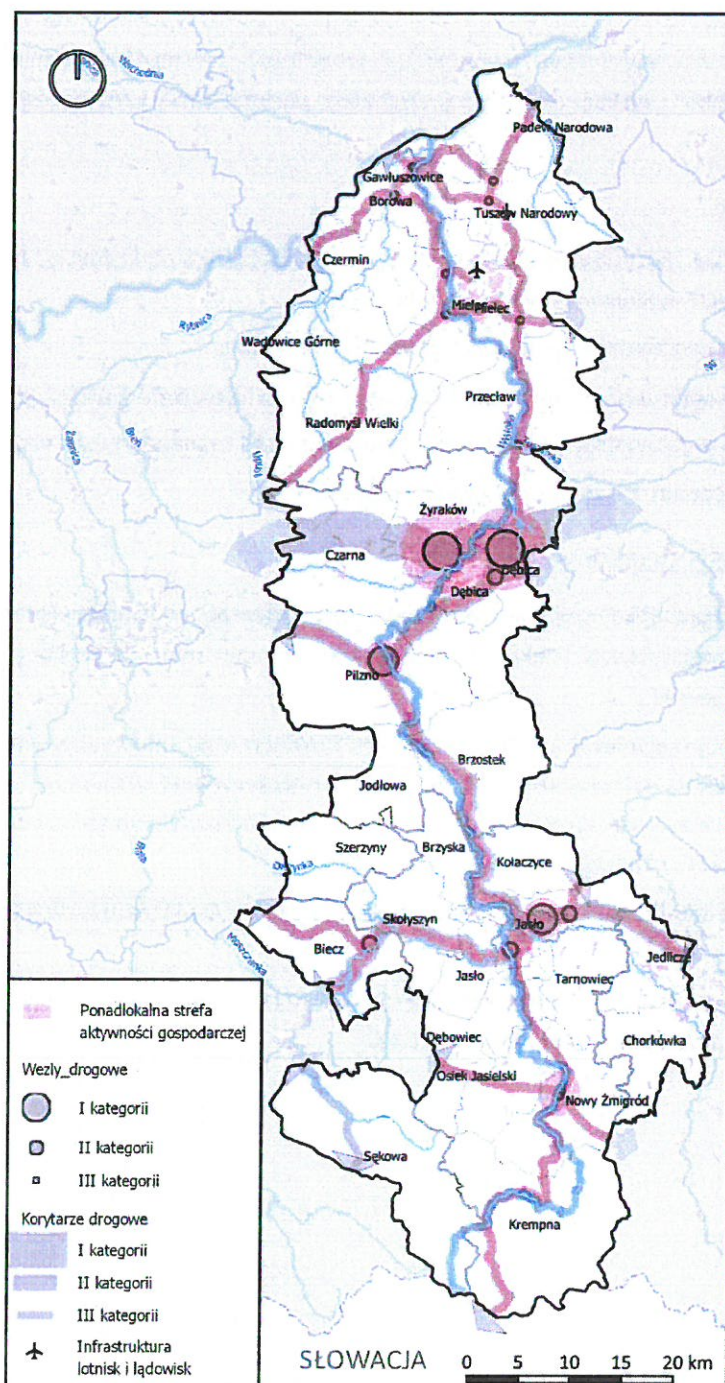 Wschodnia
Padew Narodowa
Gawłuszowice
Borowa
Tuszów Narodowy
Czermin
Mielec
Mielec
Wadowice Górne
Przecław
Radomyśl Wielki
Żyraków
Czarna
Dębica
Dębica
Pilzno
Brzostek
Jodłowa
Szerzyny
Brzyska
Kołaczyce
Skołyszyn
Jasło
Biecz
Jasło
Tarnowiec
Jedlicze
Moszczanka
Chorkówka
Dębowiec
Osiek Jasielski
Nowy Żmigród
Sękowa
Krempna
SŁOWACJA
0 5 10 15 20 km
Ponadlokalna strefa
aktywności gospodarczej
Wezly_drogowe
I kategorii
II kategorii
III kategorii
Korytarze drogowe
I kategorii
II kategorii
III kategorii
Infrastruktura
lotnisk i lądowisk